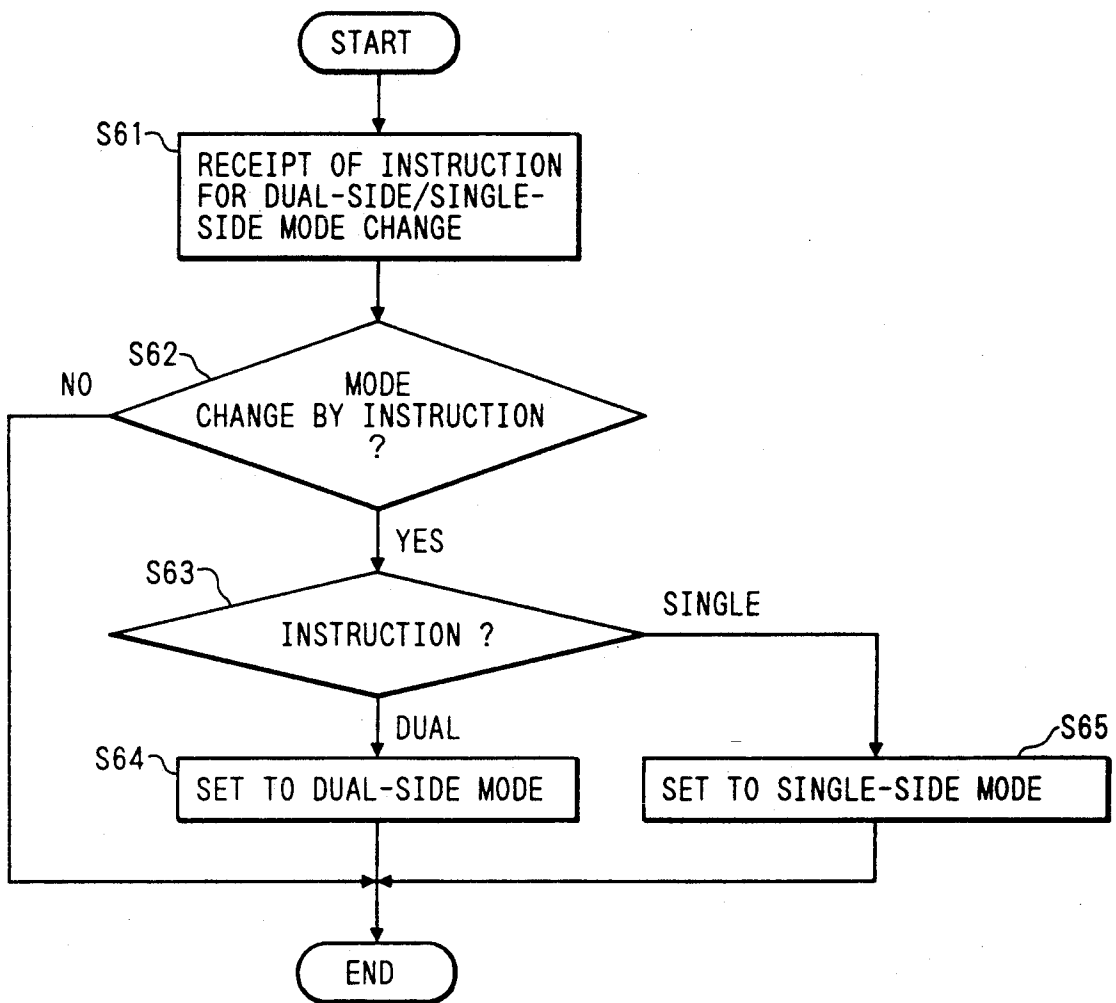 START
S61
RECEIPT OF INSTRUCTION
FOR DUAL-SIDE/SINGLE-
SIDE MODE CHANGE
S62
NO
MODE
CHANGE BY INSTRUCTION
?
YES
S63
INSTRUCTION ?
SINGLE
DUAL
S64
SET TO DUAL-SIDE MODE
S65
SET TO SINGLE-SIDE MODE
END